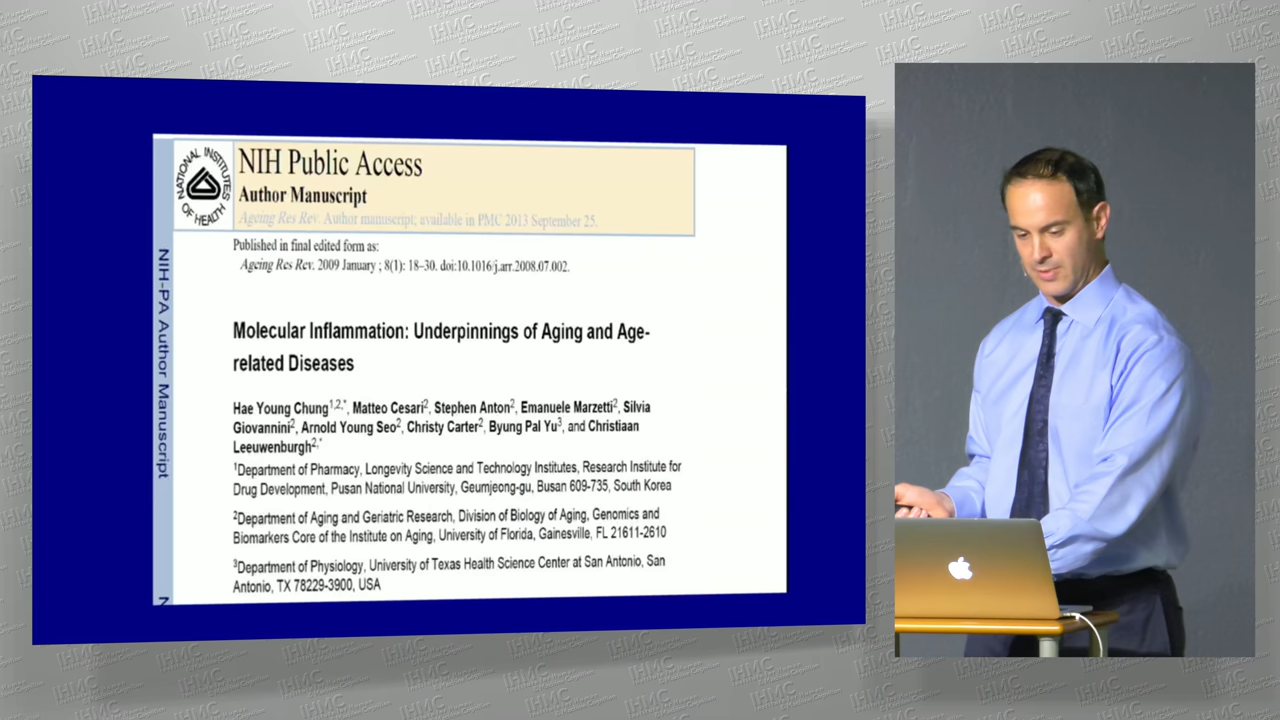 NATIONAL INSTITUTES OF HEALTH
NIH Public Access
Author Manuscript
Ageing Res Rev. Author manuscript; available in PMC 2013 September 25.
NIH-PA Author Manuscript
Published in final edited form as:
Ageing Res Rev. 2009 January ; 8(1): 18–30. doi:10.1016/j.arr.2008.07.002.
Molecular Inflammation: Underpinnings of Aging and Age-
related Diseases
Hae Young Chung1,2,*, Matteo Cesari2, Stephen Anton2, Emanuele Marzetti2, Silvia
Giovannini2, Arnold Young Seo2, Christy Carter2, Byung Pal Yu3, and Christiaan
Leeuwenburgh2,*
1Department of Pharmacy, Longevity Science and Technology Institutes, Research Institute for
Drug Development, Pusan National University, Geumjeong-gu, Busan 609-735, South Korea
2Department of Aging and Geriatric Research, Division of Biology of Aging, Genomics and
Biomarkers Core of the Institute on Aging, University of Florida, Gainesville, FL 21611-2610
3Department of Physiology, University of Texas Health Science Center at San Antonio, San
Antonio, TX 78229-3900, USA
IHMC